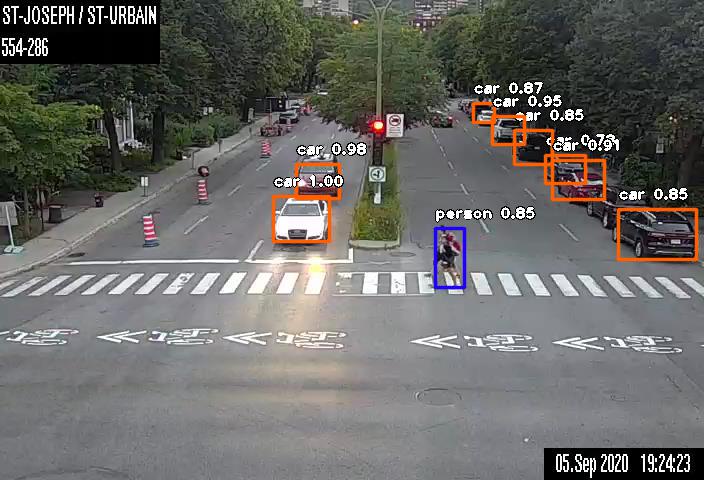 ST-JOSEPH / ST-URBAIN
554-286
car 0.87
car 0.95
car 0.85
car 0.91
car 0.98
car 1.00
car 0.85
person 0.85
05.Sep 2020 19:24:23